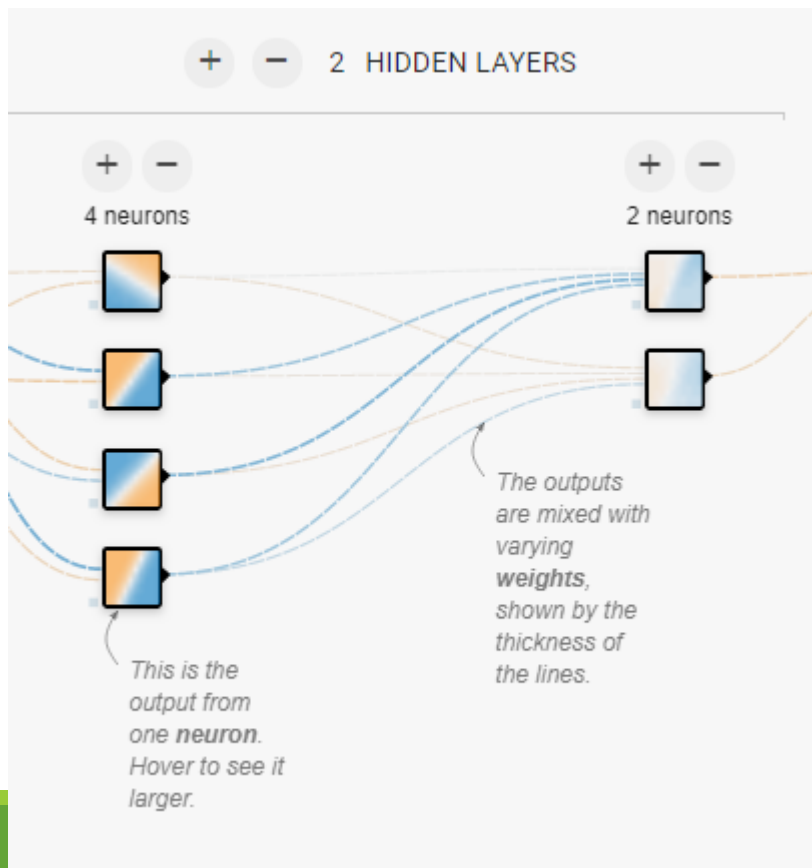 + − 2 HIDDEN LAYERS
+ − + −
4 neurons 2 neurons
The outputs
are mixed with
varying
weights,
shown by the
thickness of
the lines.
This is the
output from
one neuron.
Hover to see it
larger.